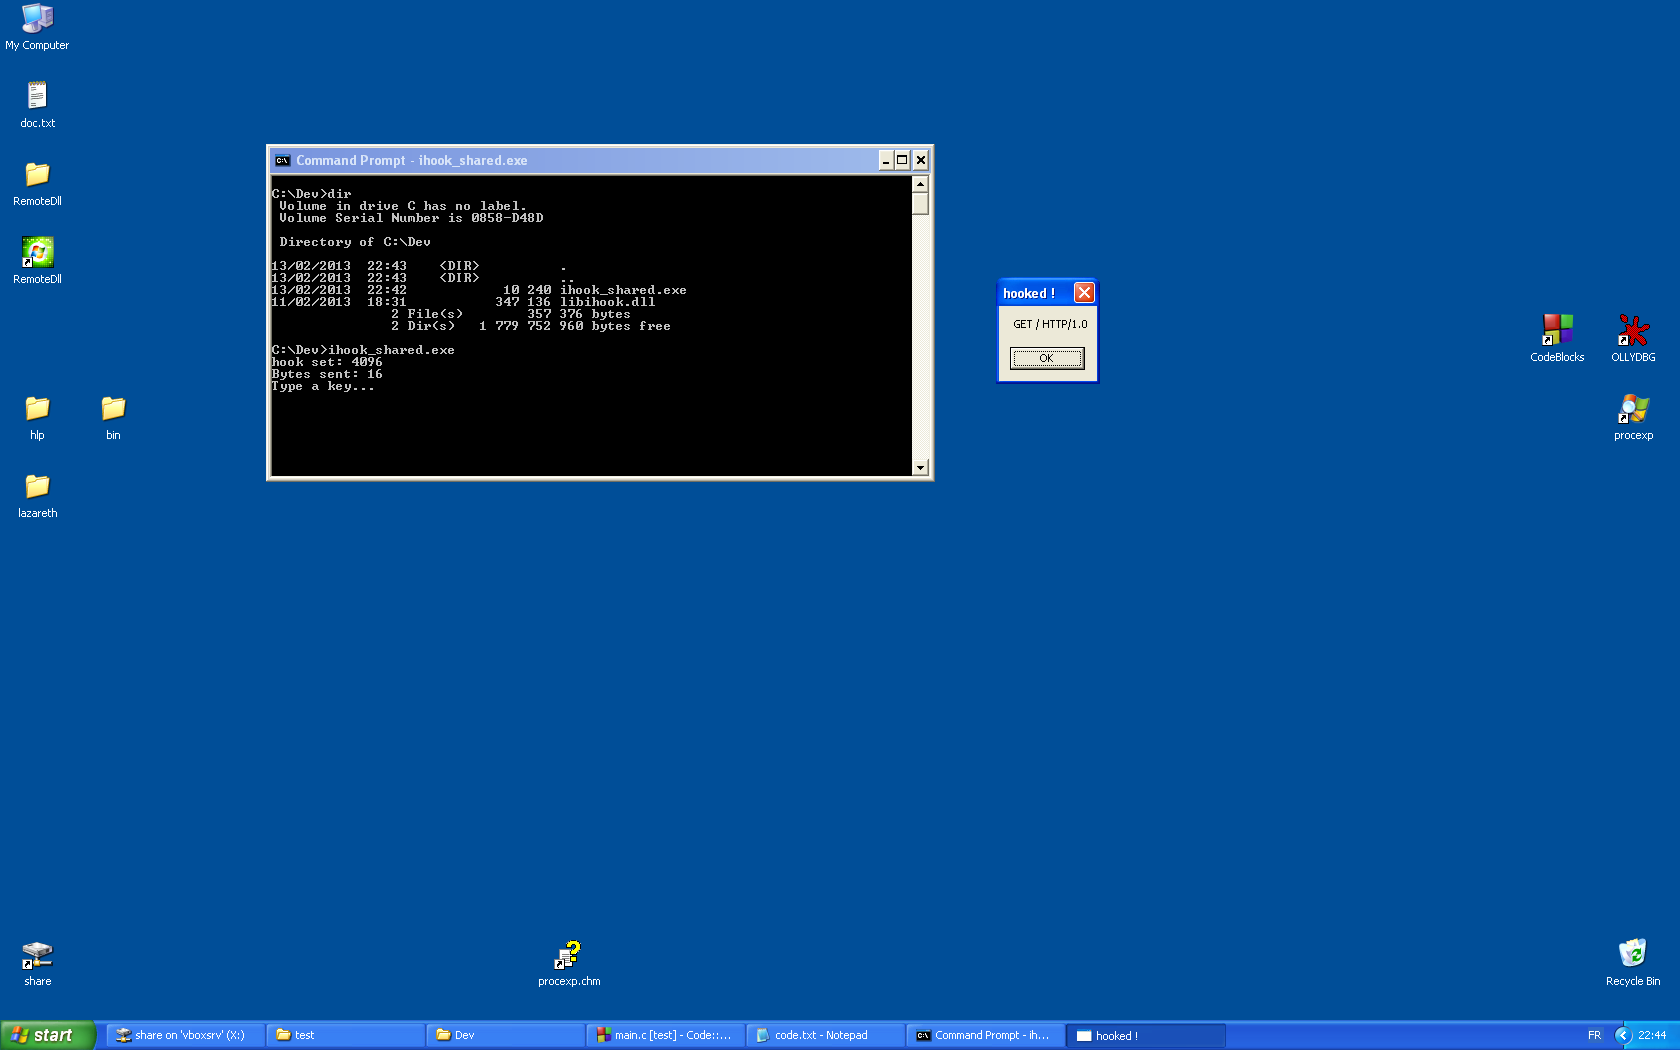 My Computer
doc.txt
RemoteDll
RemoteDll
hlp
bin
lazareth
Command Prompt - ihook_shared.exe
C:\Dev>dir
Volume in drive C has no label.
Volume Serial Number is 0858-D48D
Directory of C:\Dev
13/02/2013  22:43    <DIR>          .
13/02/2013  22:43    <DIR>          ..
13/02/2013  22:42            10 240 ihook_shared.exe
11/02/2013  18:31           347 136 libihook.dll
2 File(s)        357 376 bytes
2 Dir(s)   1 779 752 960 bytes free
C:\Dev>ihook_shared.exe
hook set: 4096
Bytes sent: 16
Type a key...
hooked !
GET / HTTP/1.0
OK
CodeBlocks
OLLYDBG
procexp
share
procexp.chm
Recycle Bin
start
share on 'vboxsrv' (X:)
test
Dev
main.c [test] - Code::...
code.txt - Notepad
Command Prompt - ih...
hooked !
FR
22:44